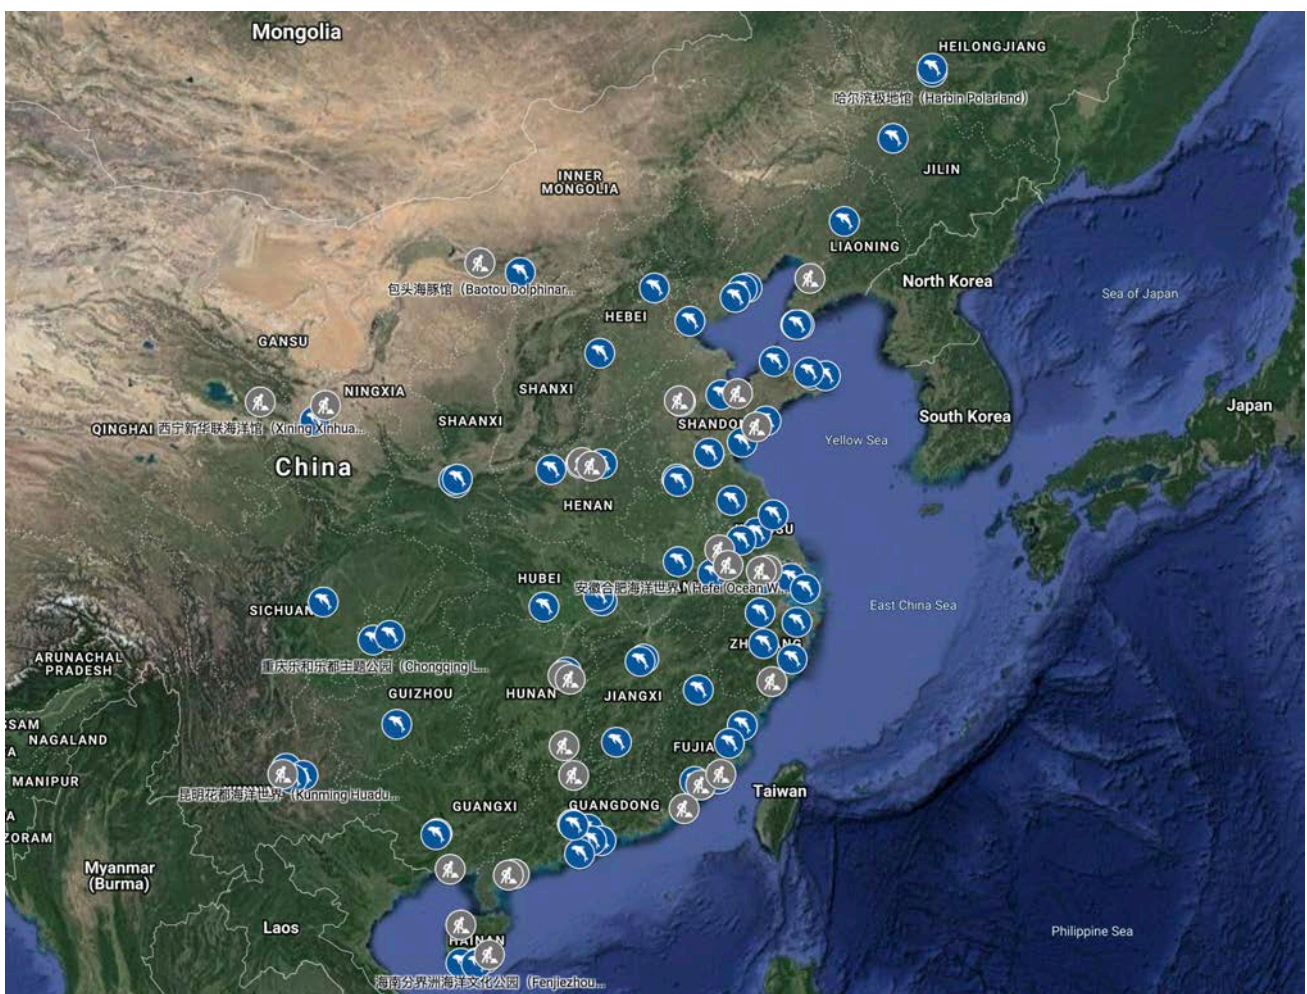 Mongolia
HEILONGJIANG
哈尔滨极地馆（Harbin Polarland）
JILIN
INNER
MONGOLIA
LIAONING
North Korea
包头海豚馆（Baotou Dolphinar...
Sea of Japan
HEBEI
GANSU
NINGXIA
SHANXI
Japan
QINGHAI
西宁新华联海洋馆（Xining Xinhua...
SHAANXI
South Korea
Yellow Sea
China
HENAN
HUBEI
安徽合肥海洋世界（Hefei Ocean W...
SICHUAN
East China Sea
ARUNACHAL
PRADESH
重庆乐和乐都主题公园（Chongqing L...
GUIZHOU
HUNAN
JIANGXI
NAGALAND
MANIPUR
昆明花都海洋世界（Kunming Huadu...
Taiwan
GUANGXI
GUANGDONG
Myanmar
(Burma)
Laos
HAINAN
Philippine Sea
海南分界洲海洋文化公园（Fenjiezhou...